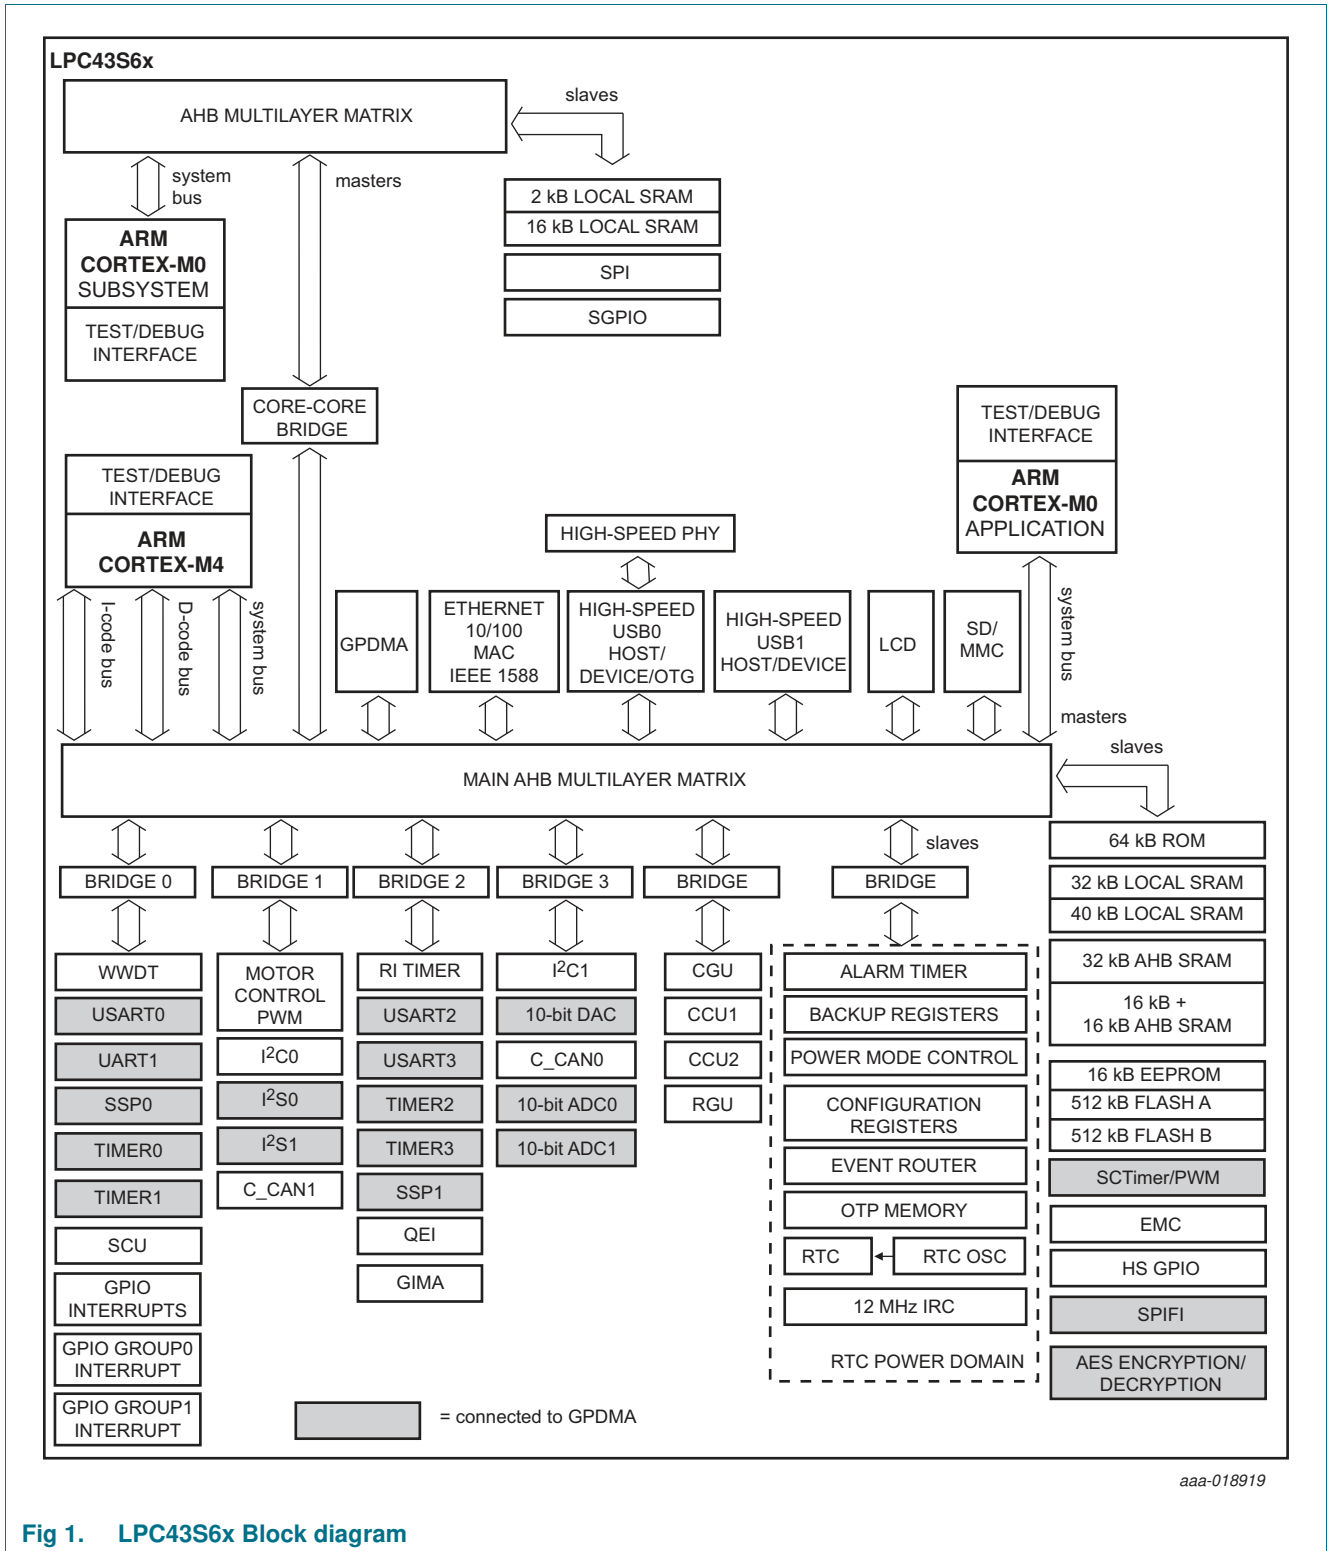 LPC43S6x
AHB MULTILAYER MATRIX
slaves
system
bus
masters
2 kB LOCAL SRAM
16 kB LOCAL SRAM
SPI
SGPIO
ARM
CORTEX-M0
SUBSYSTEM
TEST/DEBUG
INTERFACE
CORE-CORE
BRIDGE
TEST/DEBUG
INTERFACE
ARM
CORTEX-M4
TEST/DEBUG
INTERFACE
ARM
CORTEX-M0
APPLICATION
HIGH-SPEED PHY
I-code bus
D-code bus
system bus
GPDMA
ETHERNET
10/100
MAC
IEEE 1588
HIGH-SPEED
USB0
HOST/
DEVICE/OTG
HIGH-SPEED
USB1
HOST/DEVICE
LCD
SD/
MMC
system bus
masters
slaves
MAIN AHB MULTILAYER MATRIX
slaves
BRIDGE 0
BRIDGE 1
BRIDGE 2
BRIDGE 3
BRIDGE
BRIDGE
WWDT
USART0
UART1
SSP0
TIMER0
TIMER1
SCU
GPIO
INTERRUPTS
GPIO GROUP0
INTERRUPT
GPIO GROUP1
INTERRUPT
MOTOR
CONTROL
PWM
I2C0
I2S0
I2S1
C_CAN1
RI TIMER
USART2
USART3
TIMER2
TIMER3
SSP1
QEI
GIMA
I2C1
10-bit DAC
C_CAN0
10-bit ADC0
10-bit ADC1
CGU
CCU1
CCU2
RGU
ALARM TIMER
BACKUP REGISTERS
POWER MODE CONTROL
CONFIGURATION
REGISTERS
EVENT ROUTER
OTP MEMORY
RTC
RTC OSC
12 MHz IRC
RTC POWER DOMAIN
64 kB ROM
32 kB LOCAL SRAM
40 kB LOCAL SRAM
32 kB AHB SRAM
16 kB +
16 kB AHB SRAM
16 kB EEPROM
512 kB FLASH A
512 kB FLASH B
SCTimer/PWM
EMC
HS GPIO
SPIFI
AES ENCRYPTION/
DECRYPTION
= connected to GPDMA
aaa-018919
Fig 1. LPC43S6x Block diagram